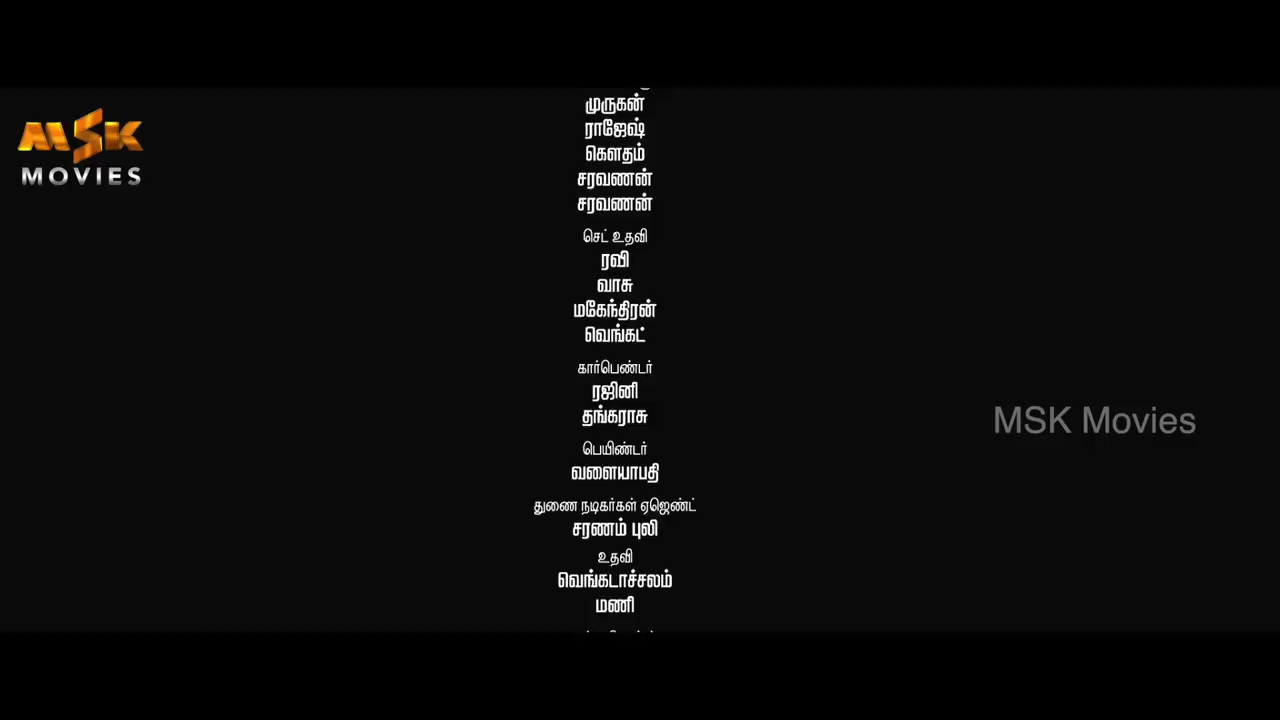 MSK
MOVIES
முருகன்
ராஜேஷ்
கௌதம்
சரவணன்
சரவணன்
செட் உதவி
ரவி
வாசு
மகேந்திரன்
வெங்கட்
கார்பெண்டர்
ரஜினி
தங்கராசு
பெயிண்டர்
வளையாபதி
துணை நடிகர்கள் ஏஜெண்ட்
சரணம் புலி
உதவி
வெங்கடாச்சலம்
மணி
MSK Movies